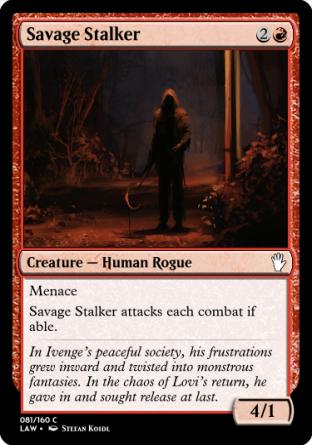 Savage Stalker 2
Creature — Human Rogue
Menace
Savage Stalker attacks each combat if
able.
In Ivenge's peaceful society, his frustrations
grew inward and twisted into monstrous
fantasies. In the chaos of Lovi's return, he
gave in and sought release at last.
4/1
081/160 C
LAW • Stefan Koidl